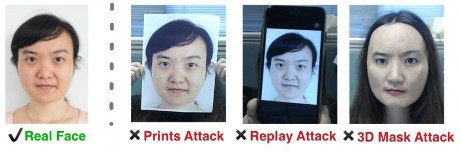 ✔Real Face
✖Prints Attack
✖Replay Attack
✖3D Mask Attack